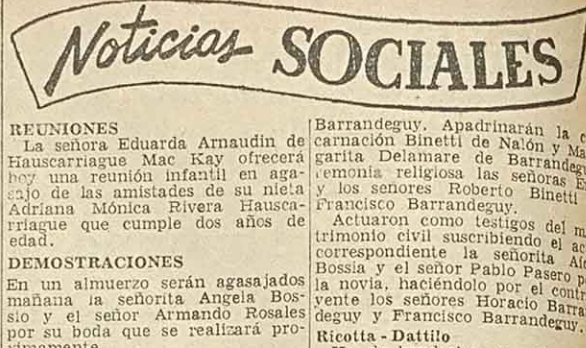 Noticias SOCIALES
REUNIONES
La señora Eduarda Arnaudin de
Hauscarriague Mac Kay ofrecerá
hoy una reunión infantil en aga-
sajo de las amistades de su nieta
Adriana Mónica Rivera Hausca-
rriague que cumple dos años de
edad.
DEMOSTRACIONES
En un almuerzo serán agasajados
mañana la señorita Angela Bos-
sio y el señor Armando Rosales
por su boda que se realizará pro-
ximamente.
Barrandeguy. Apadrinarán la
carnación Binetti de Nalón y
garita Delamare de
remonia religiosa las señoras
y los señores Roberto Binetti
Francisco Barrandeguy.
Actuaron como testigos del
trimonio civil suscribiendo el
correspondiente la señorita
Bossia y el señor Pablo Pasero
la novia, haciéndolo por el
vente los señores Horacio
deguy y Francisco Barrandeguy.
Ricotta - Dattilo